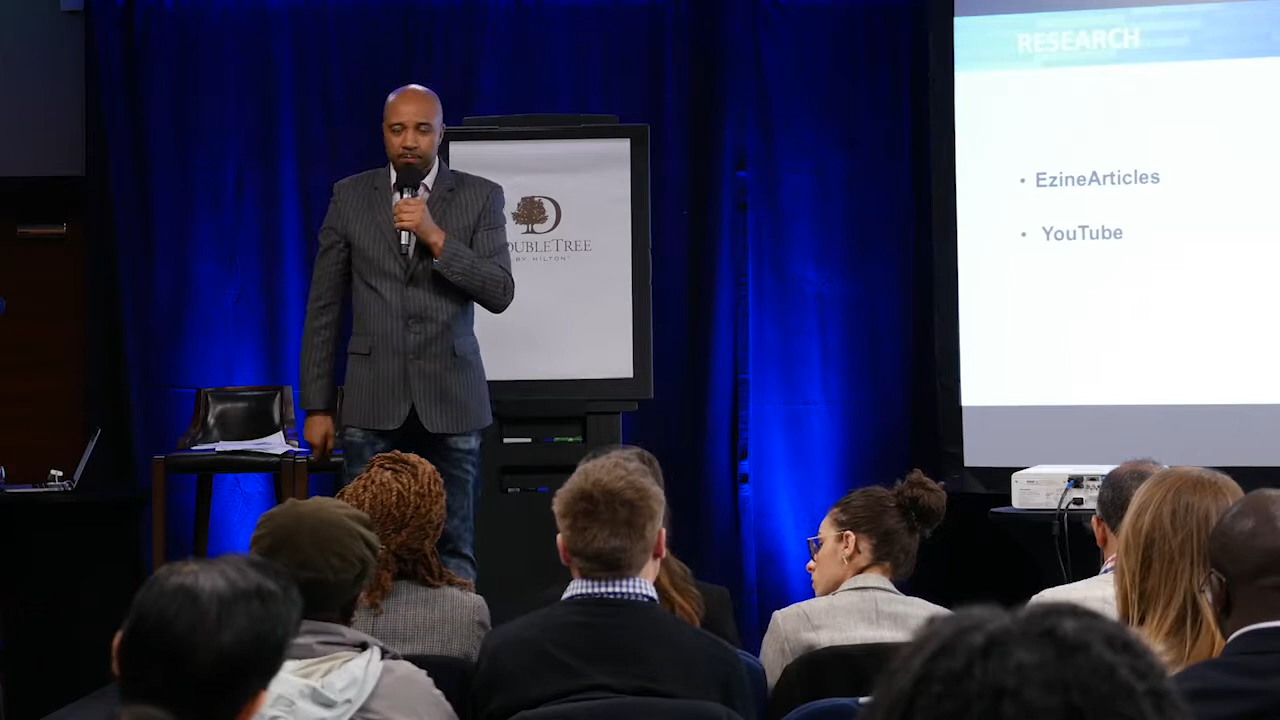 D
DOUBLETREE
BY HILTON
RESEARCH
• EzineArticles
• YouTube